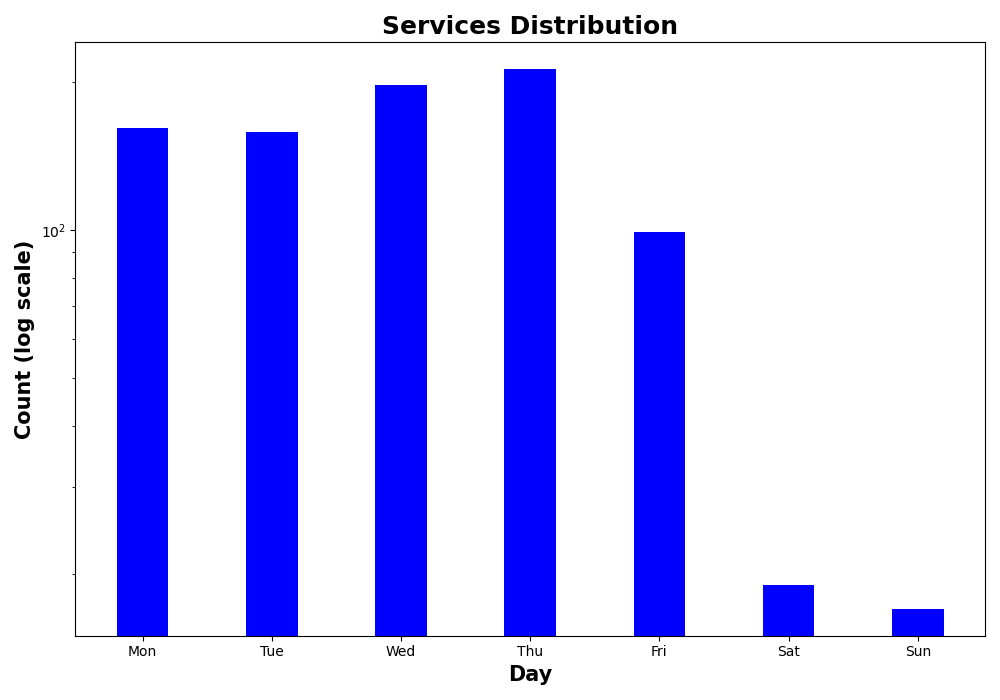 Services Distribution
Count (log scale)
10²
Mon Tue Wed Thu Fri Sat Sun
Day